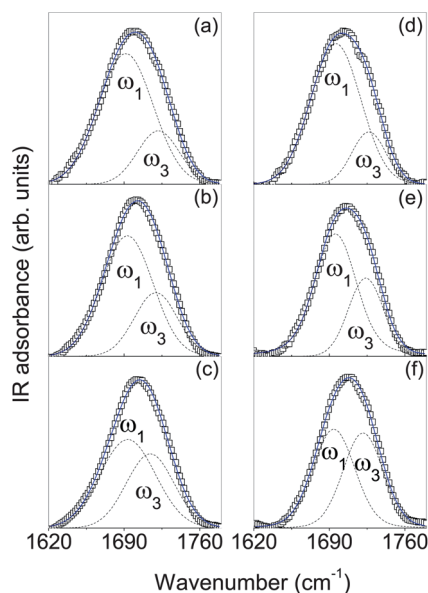 (a)
ω1
ω3
(d)
ω1
ω3
(b)
ω1
ω3
(e)
ω1
ω3
(c)
ω1
ω3
(f)
ω1
ω3
IR adsorbance (arb. units)
1620 1690 1760 1620 1690 1760
Wavenumber (cm-1)